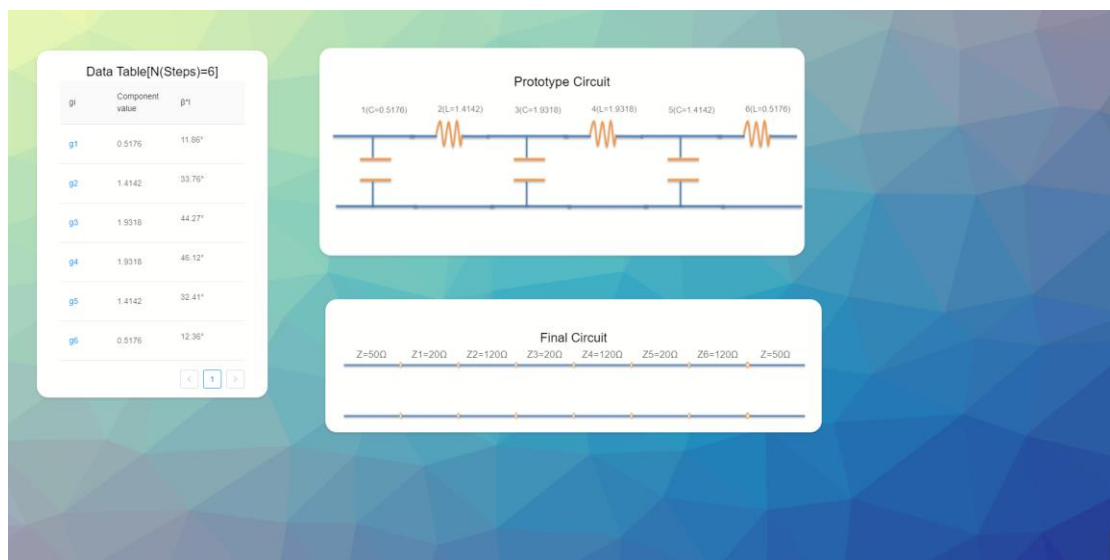 Data Table[N(Steps)=6]
gi Component value β*l
g1 0.5176 11.86°
g2 1.4142 33.76°
g3 1.9318 44.27°
g4 1.9318 46.12°
g5 1.4142 32.41°
g6 0.5176 12.36°
< 1 >
Prototype Circuit
1(C=0.5176) 2(L=1.4142) 3(C=1.9318) 4(L=1.9318) 5(C=1.4142) 6(L=0.5176)
Final Circuit
Z=50Ω Z1=20Ω Z2=120Ω Z3=20Ω Z4=120Ω Z5=20Ω Z6=120Ω Z=50Ω